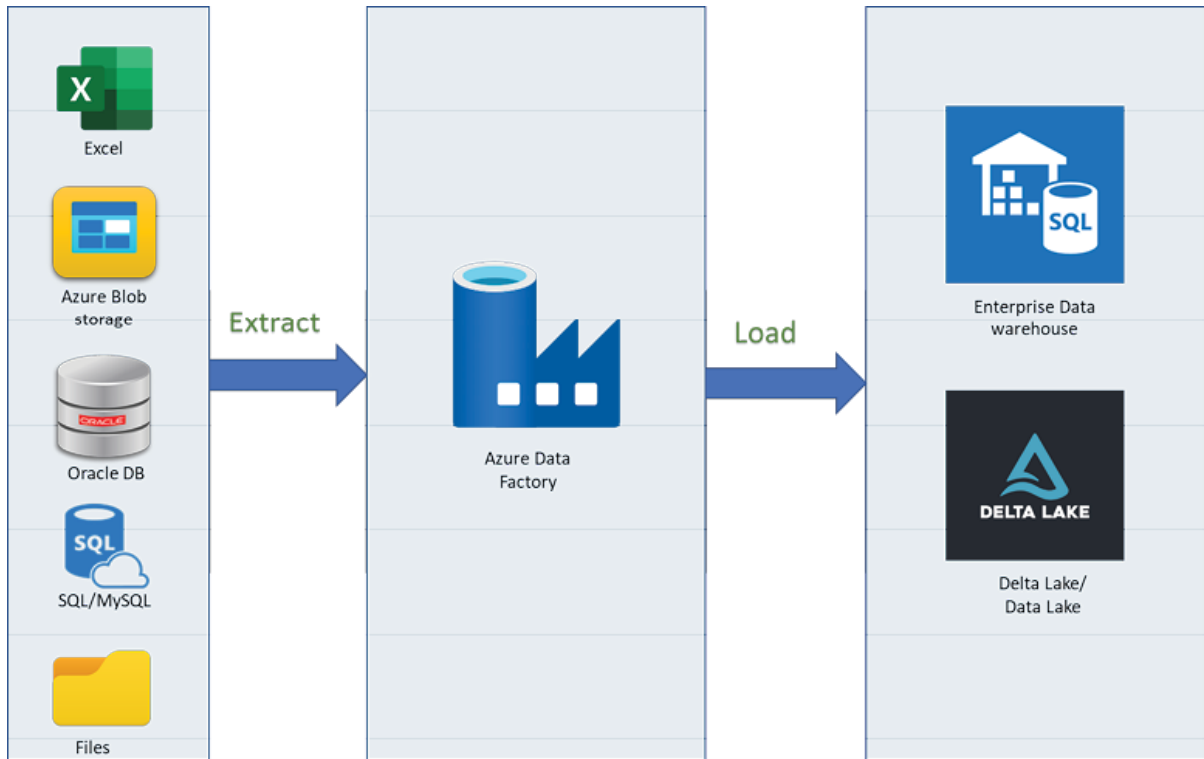 X
Excel
Azure Blob
storage
ORACLE
Oracle DB
SQL
SQL/MySQL
Files
Extract
Azure Data
Factory
Load
SQL
Enterprise Data
warehouse
DELTA LAKE
Delta Lake/
Data Lake